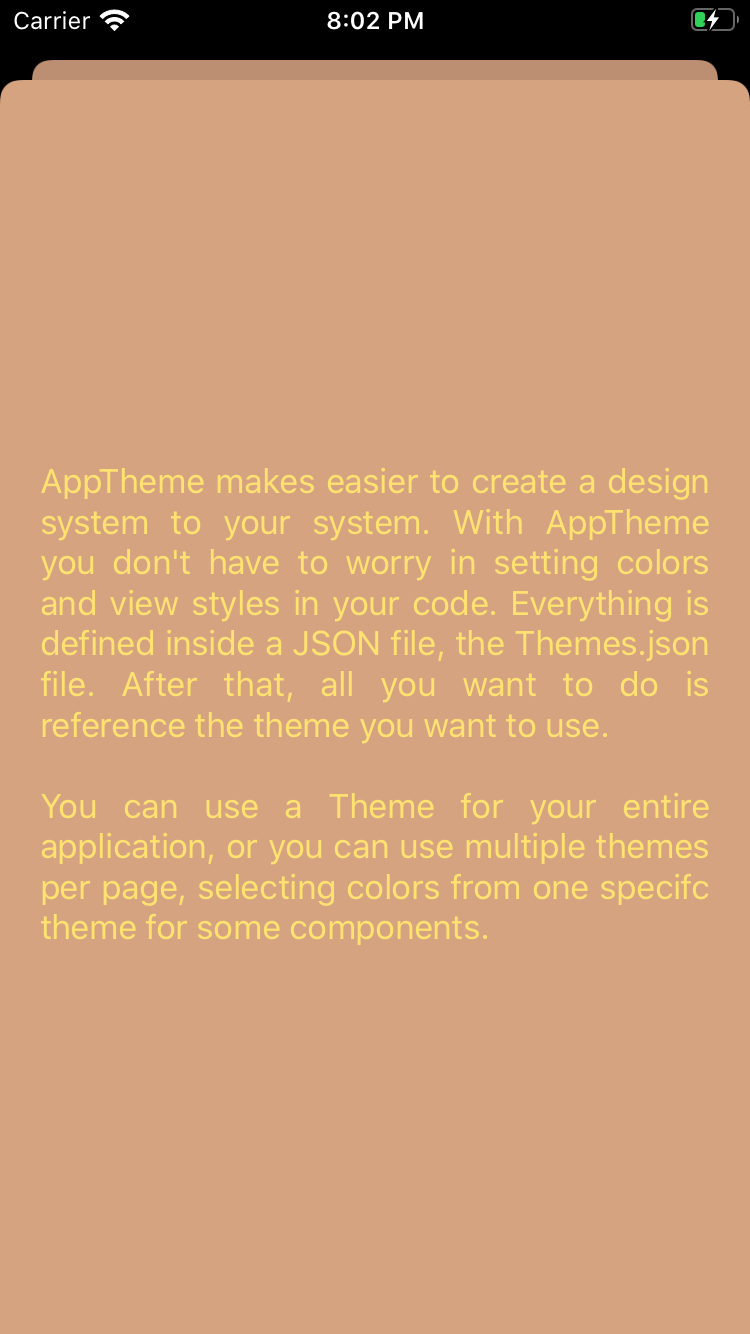 Carrier
8:02 PM
AppTheme makes easier to create a design
system to your system. With AppTheme
you don't have to worry in setting colors
and view styles in your code. Everything is
defined inside a JSON file, the Themes.json
file. After that, all you want to do is
reference the theme you want to use.
You can use a Theme for your entire
application, or you can use multiple themes
per page, selecting colors from one specifc
theme for some components.